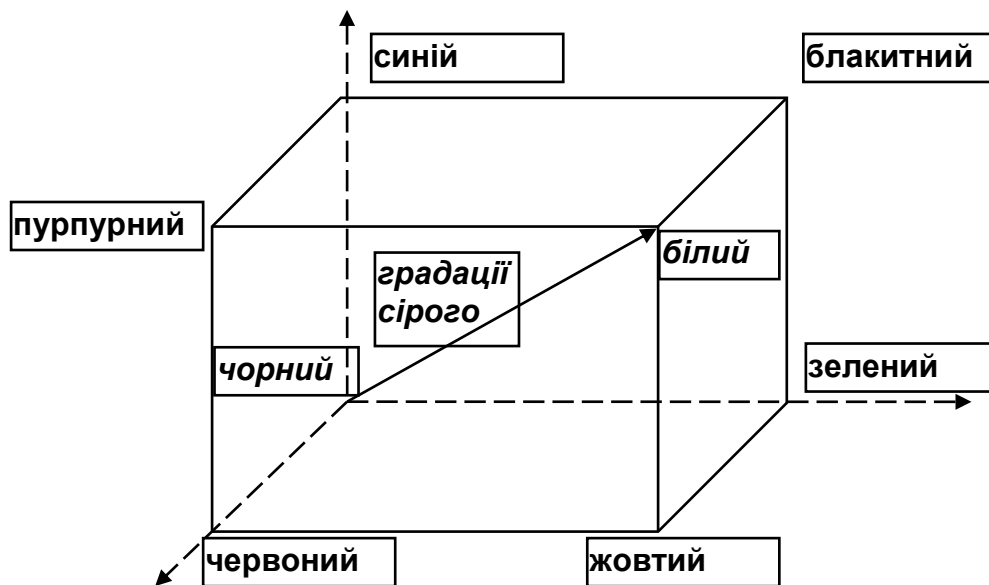 синій
блакитний
пурпурний
білий
градації
сірого
чорний
зелений
червоний
жовтий